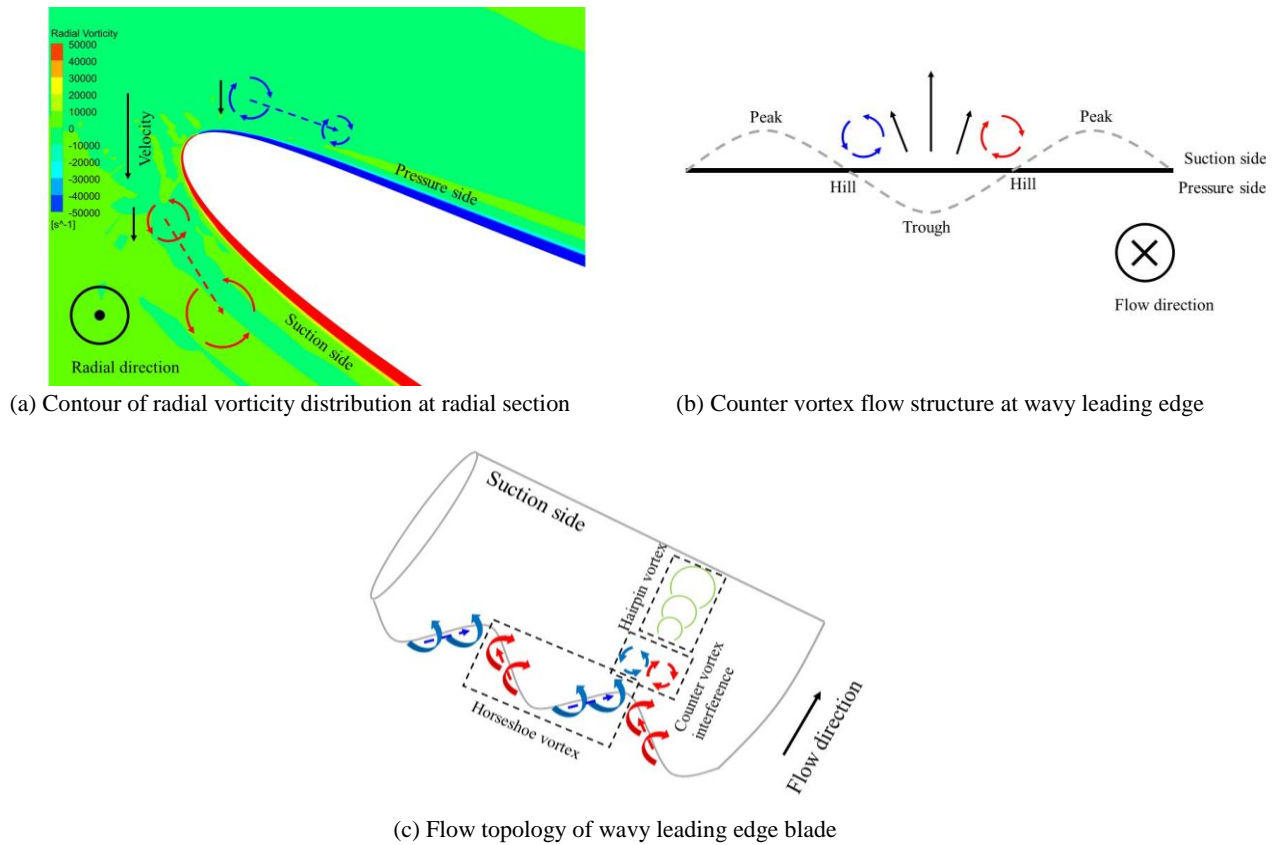 Radial Vorticity
50000
40000
30000
20000
10000
0
-10000
-20000
-30000
-40000
-50000
[s^-1]
Velocity
Pressure side
Suction side
Radial direction
(a) Contour of radial vorticity distribution at radial section
Peak
Peak
Suction side
Pressure side
Hill
Hill
Trough
Flow direction
(b) Counter vortex flow structure at wavy leading edge
Suction side
Hairpin vortex
Counter vortex
interference
Horseshoe vortex
Flow direction
(c) Flow topology of wavy leading edge blade